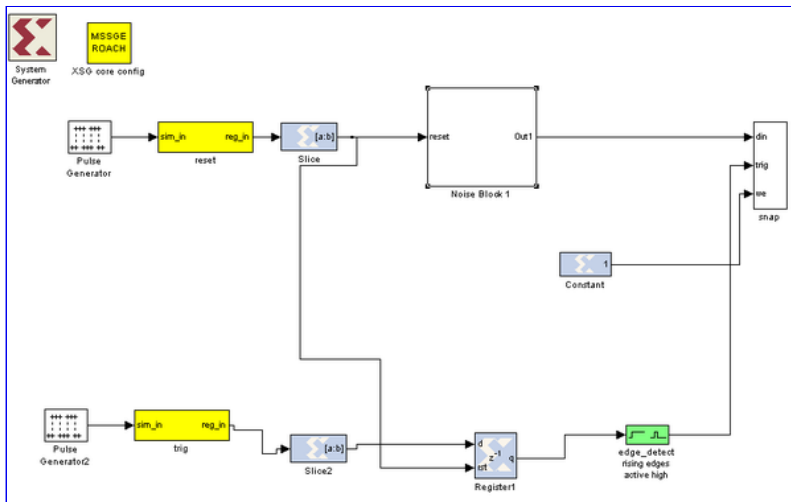 MSSGE
ROACH
System
Generator
XSG core config
Pulse
Generator
sim_in
reg_in
reset
[a:b]
Slice
reset
Out1
Noise Block 1
din
trig
we
snap
1
Constant
Pulse
Generator2
sim_in
reg_in
trig
[a:b]
Slice2
d
z-1
q
rst
Register1
edge_detect
rising edges
active high